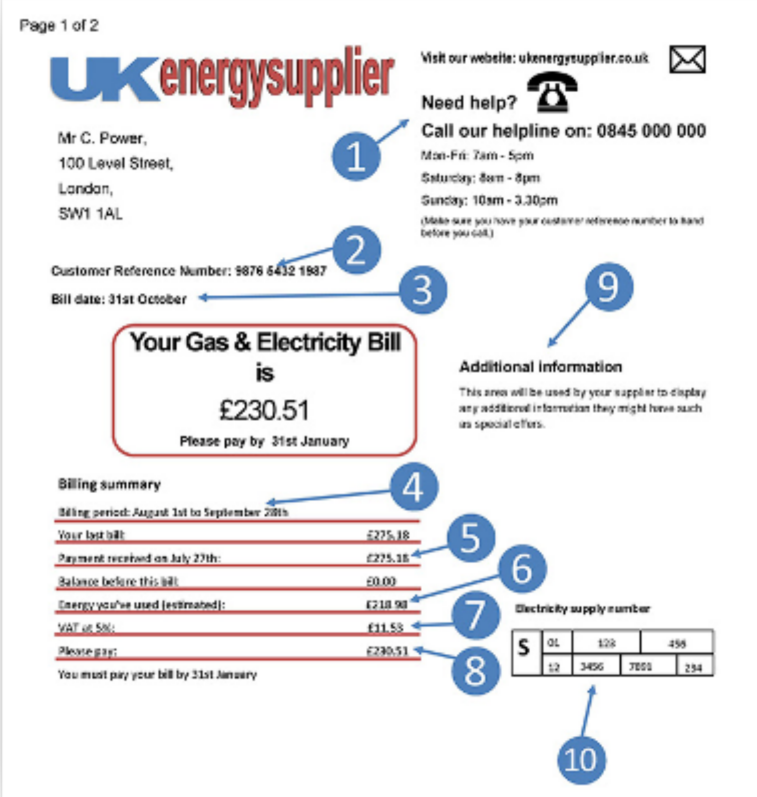 Page 1 of 2
UKenergysupplier
Visit our website: ukenergysupplier.co.uk
Need help?
Call our helpline on: 0845 000 000
Mon-Fri: 7am - 5pm
Saturday: 8am - 8pm
Sunday: 10am - 3.30pm
(Make sure you have your customer reference number to hand
before you call.)
1
Mr C. Power,
100 Level Street,
London,
SW1 1AL
2
Customer Reference Number: 9876 5432 1987
Bill date: 31st October
3
9
Your Gas & Electricity Bill
is
£230.51
Please pay by 31st January
Additional information
This area will be used by your supplier to display
any additional information they might have such
as special offers.
Billing summary
4
Billing period: August 1st to September 28th
Your last bill: £275.18
5
Payment received on July 27th: £275.18
Balance before this bill: £0.00
6
Energy you've used (estimated): £218.98
7
VAT at 5%: £11.53
Please pay: £230.51
8
You must pay your bill by 31st January
Electricity supply number
S 01 123 456
12 3456 7891 234
10